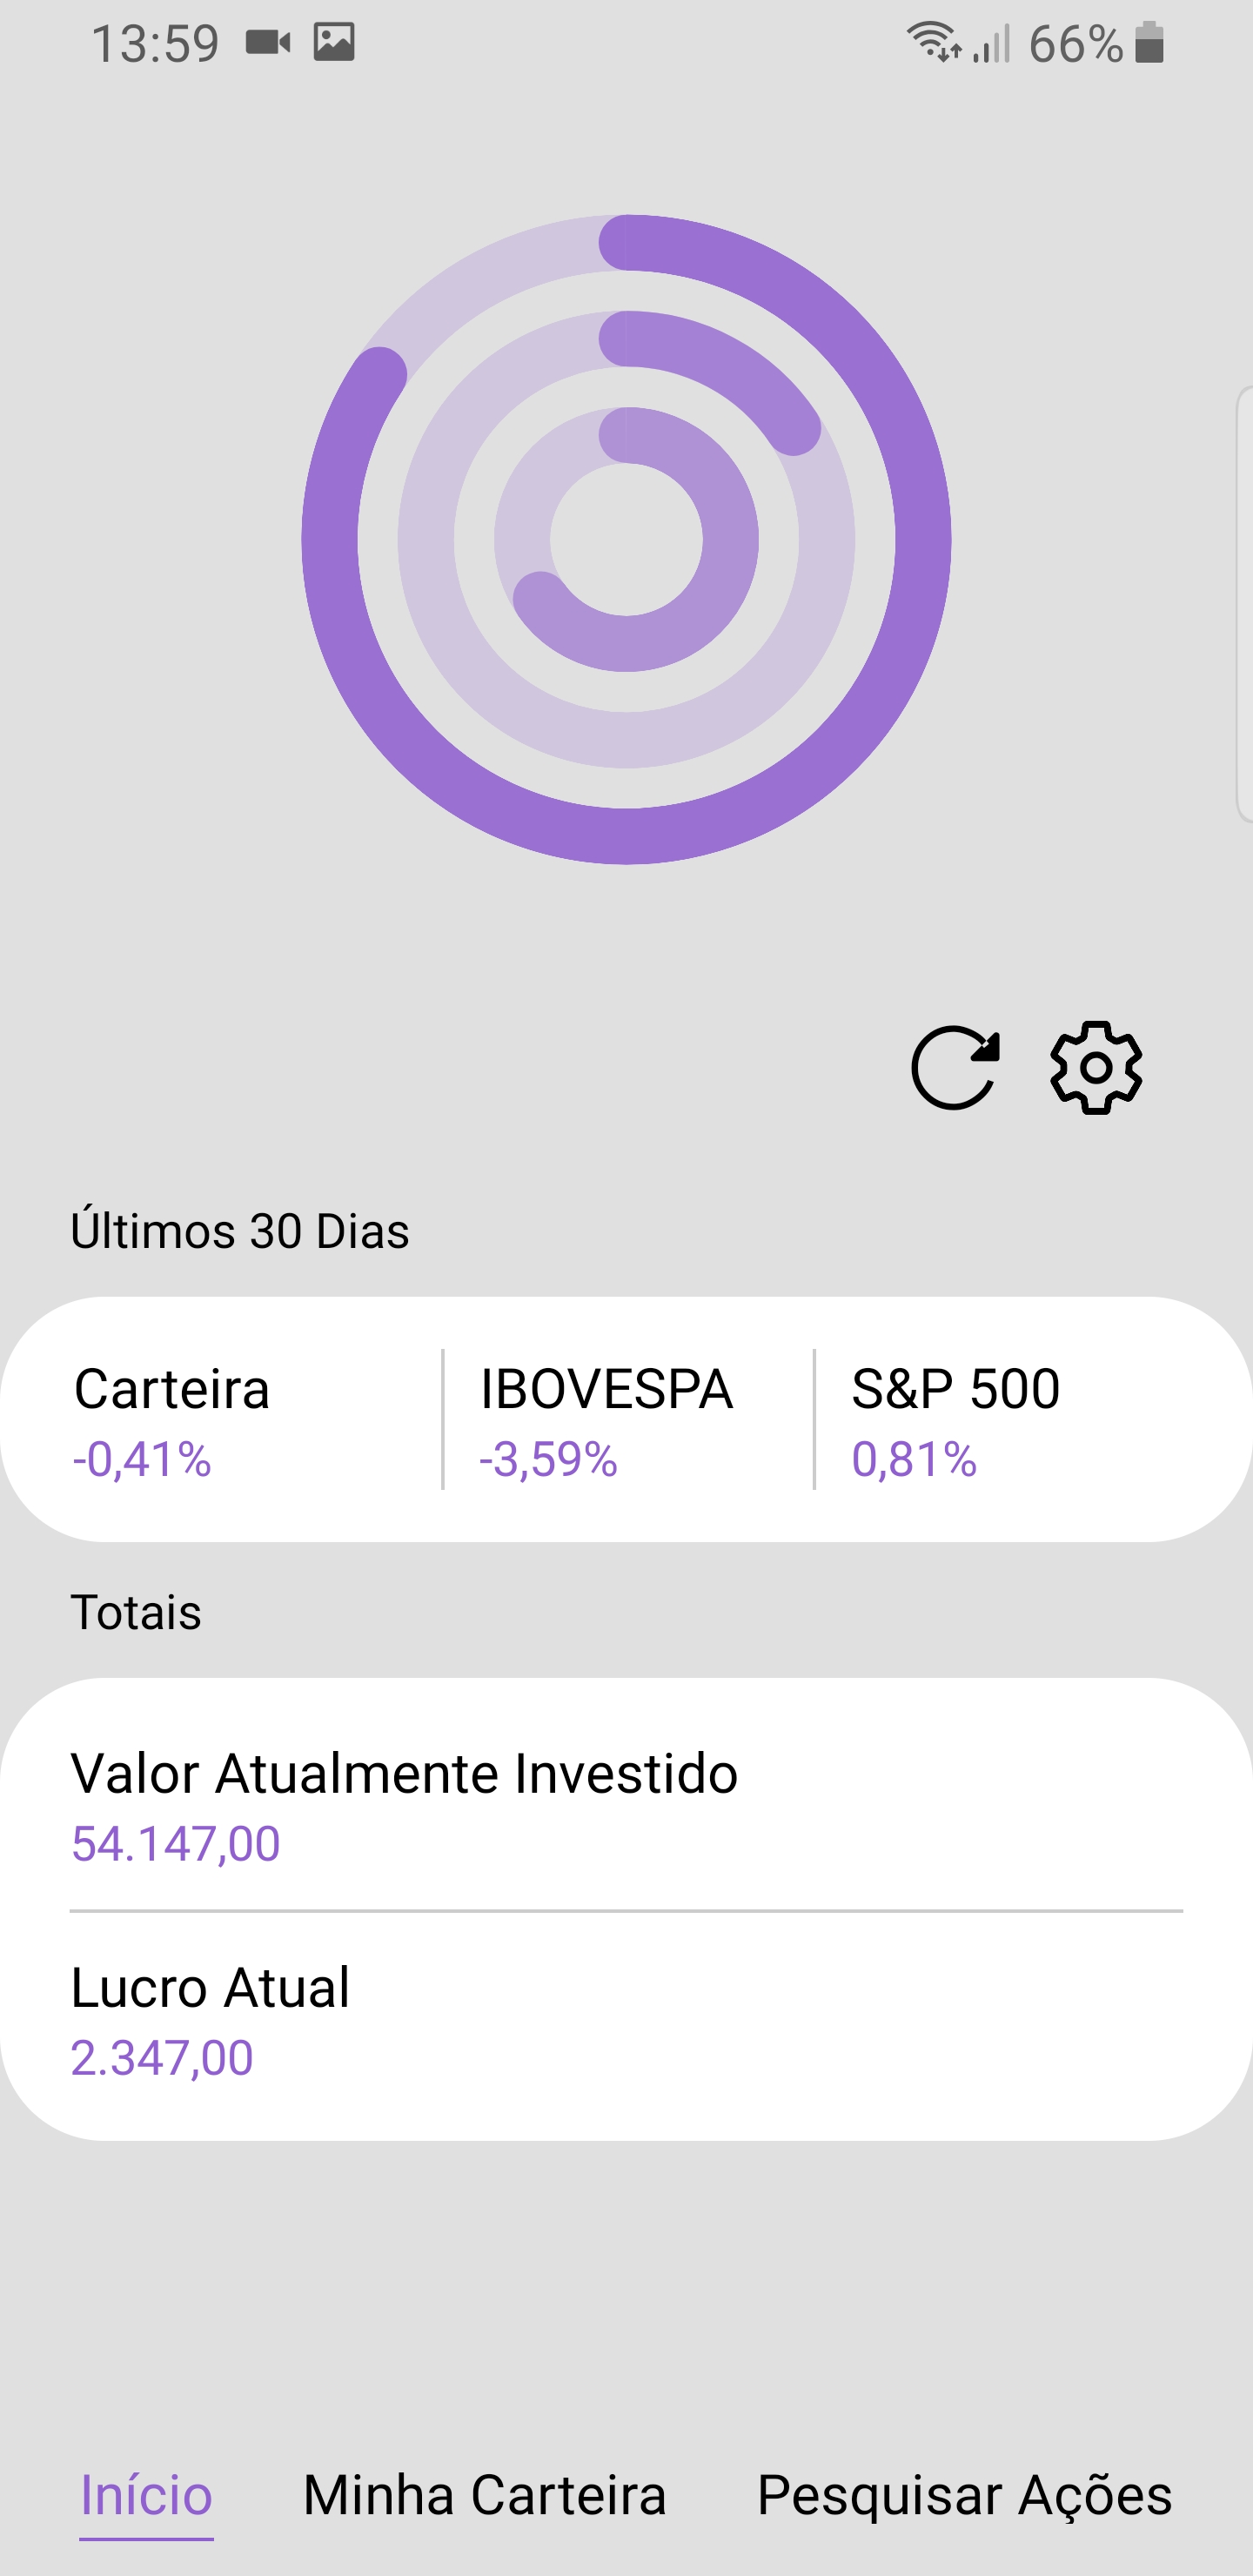 13:59 66%
Últimos 30 Dias
Carteira IBOVESPA S&P 500
-0,41% -3,59% 0,81%
Totais
Valor Atualmente Investido
54.147,00
Lucro Atual
2.347,00
Início Minha Carteira Pesquisar Ações